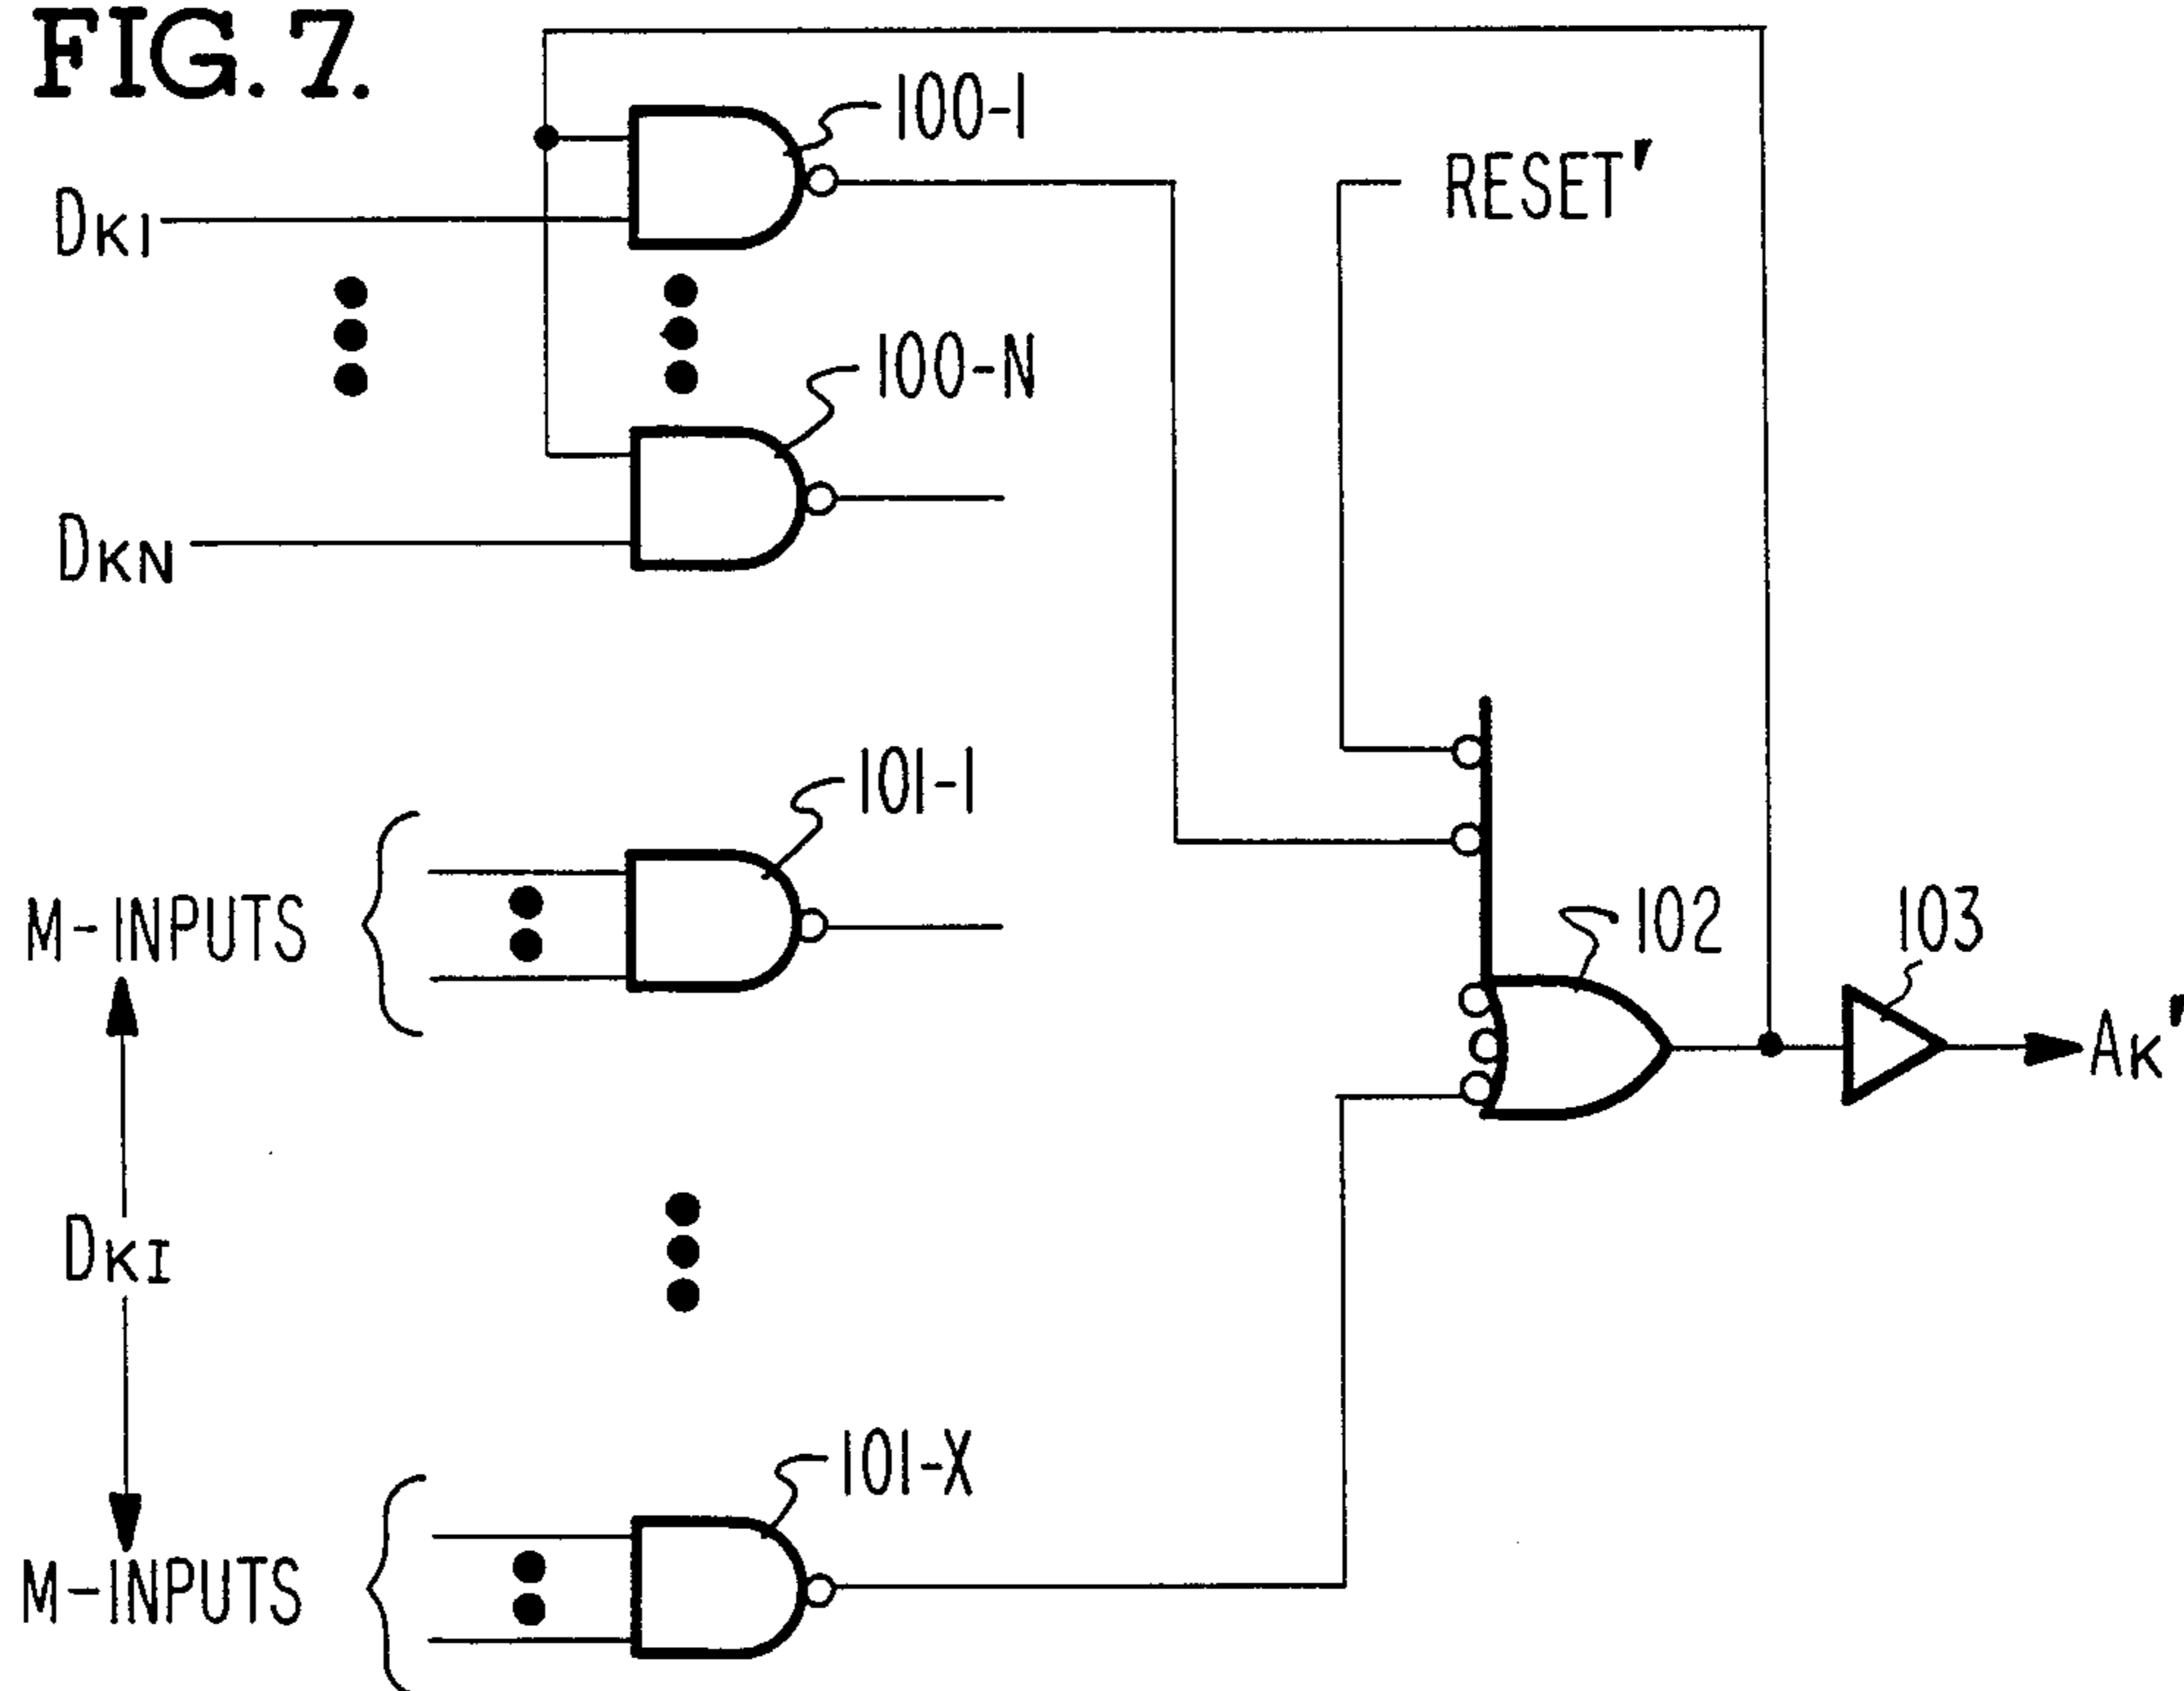 FIG. 7.
100-1
RESET'
DK1
100-N
DKN
101-1
M-INPUTS
102
103
AK'
DKI
101-X
M-INPUTS